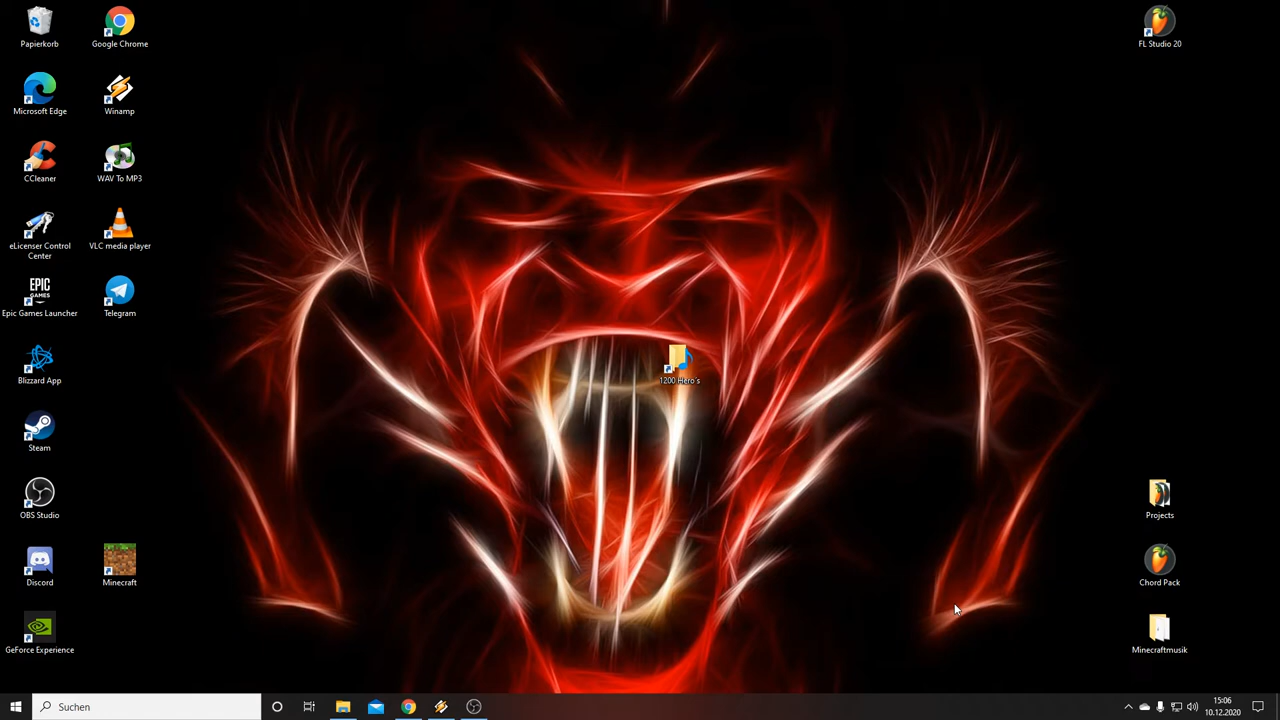 Papierkorb
Google Chrome
FL Studio 20
Microsoft Edge
Winamp
CCleaner
WAV To MP3
eLicenser Control
Center
VLC media player
EPIC
GAMES
Epic Games Launcher
Telegram
Blizzard App
1200 Hero´s
Steam
OBS Studio
Projects
Discord
Minecraft
Chord Pack
GeForce Experience
Minecraftmusik
Suchen
15:06
10.12.2020